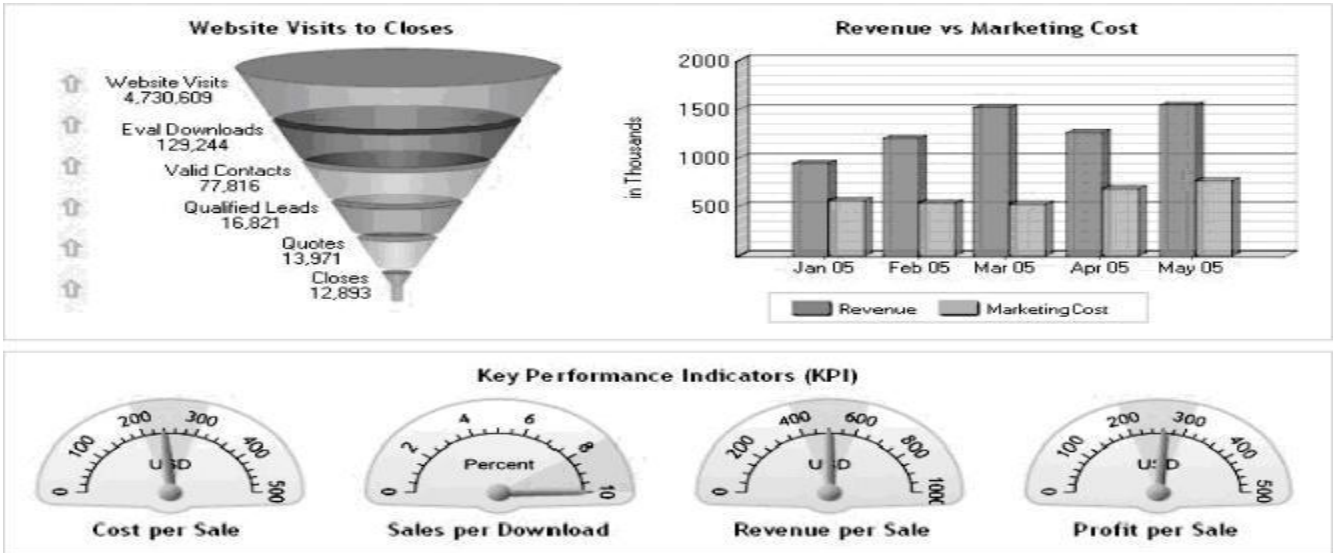 Website Visits to Closes
Website Visits
4,730,609
Eval Downloads
129,244
Valid Contacts
77,816
Qualified Leads
16,821
Quotes
13,971
Closes
12,893
Revenue vs Marketing Cost
in Thousands
2000
1500
1000
500
Jan 05 Feb 05 Mar 05 Apr 05 May 05
Revenue Marketing Cost
Key Performance Indicators (KPI)
0 100 200 300 400 500
USD
Cost per Sale
0 2 4 6 8 10
Percent
Sales per Download
0 200 400 600 800 100
USD
Revenue per Sale
0 100 200 300 400 500
USD
Profit per Sale